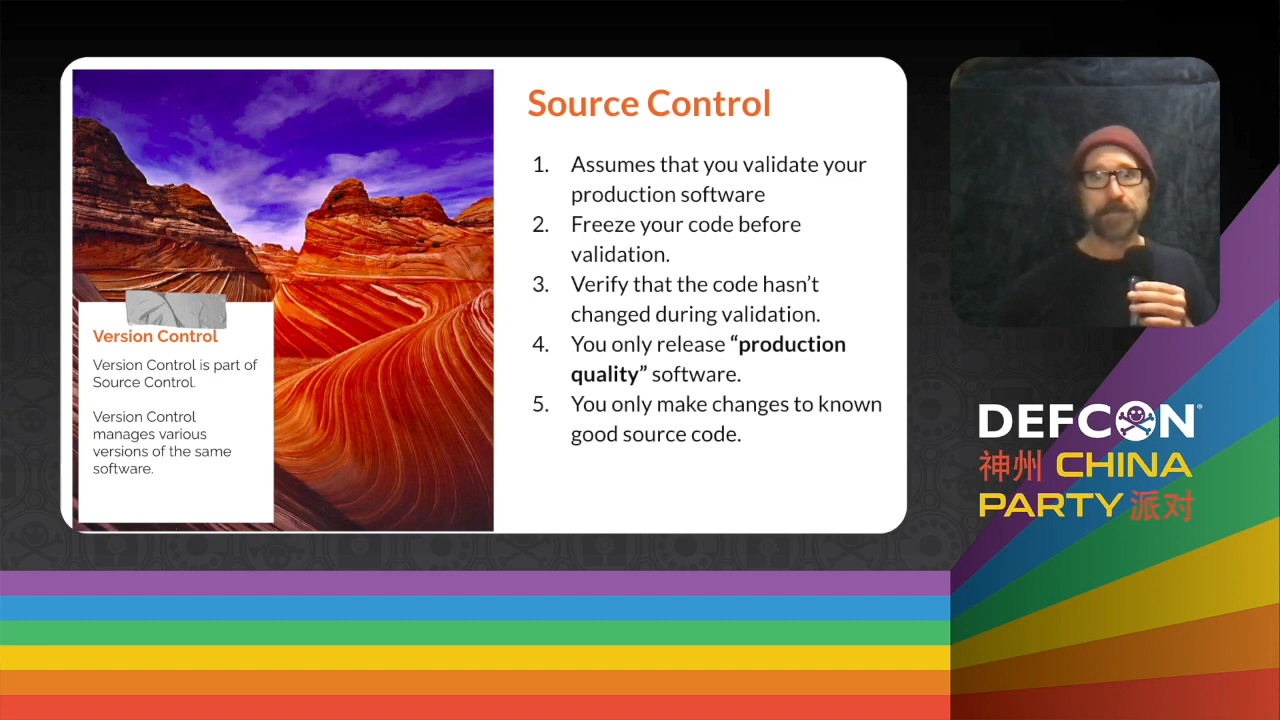 Source Control
1. Assumes that you validate your
production software
2. Freeze your code before
validation.
3. Verify that the code hasn’t
changed during validation.
4. You only release “production
quality” software.
5. You only make changes to known
good source code.
Version Control
Version Control is part of
Source Control.
Version Control
manages various
versions of the same
software.
DEFCON®
神州 CHINA
PARTY 派对